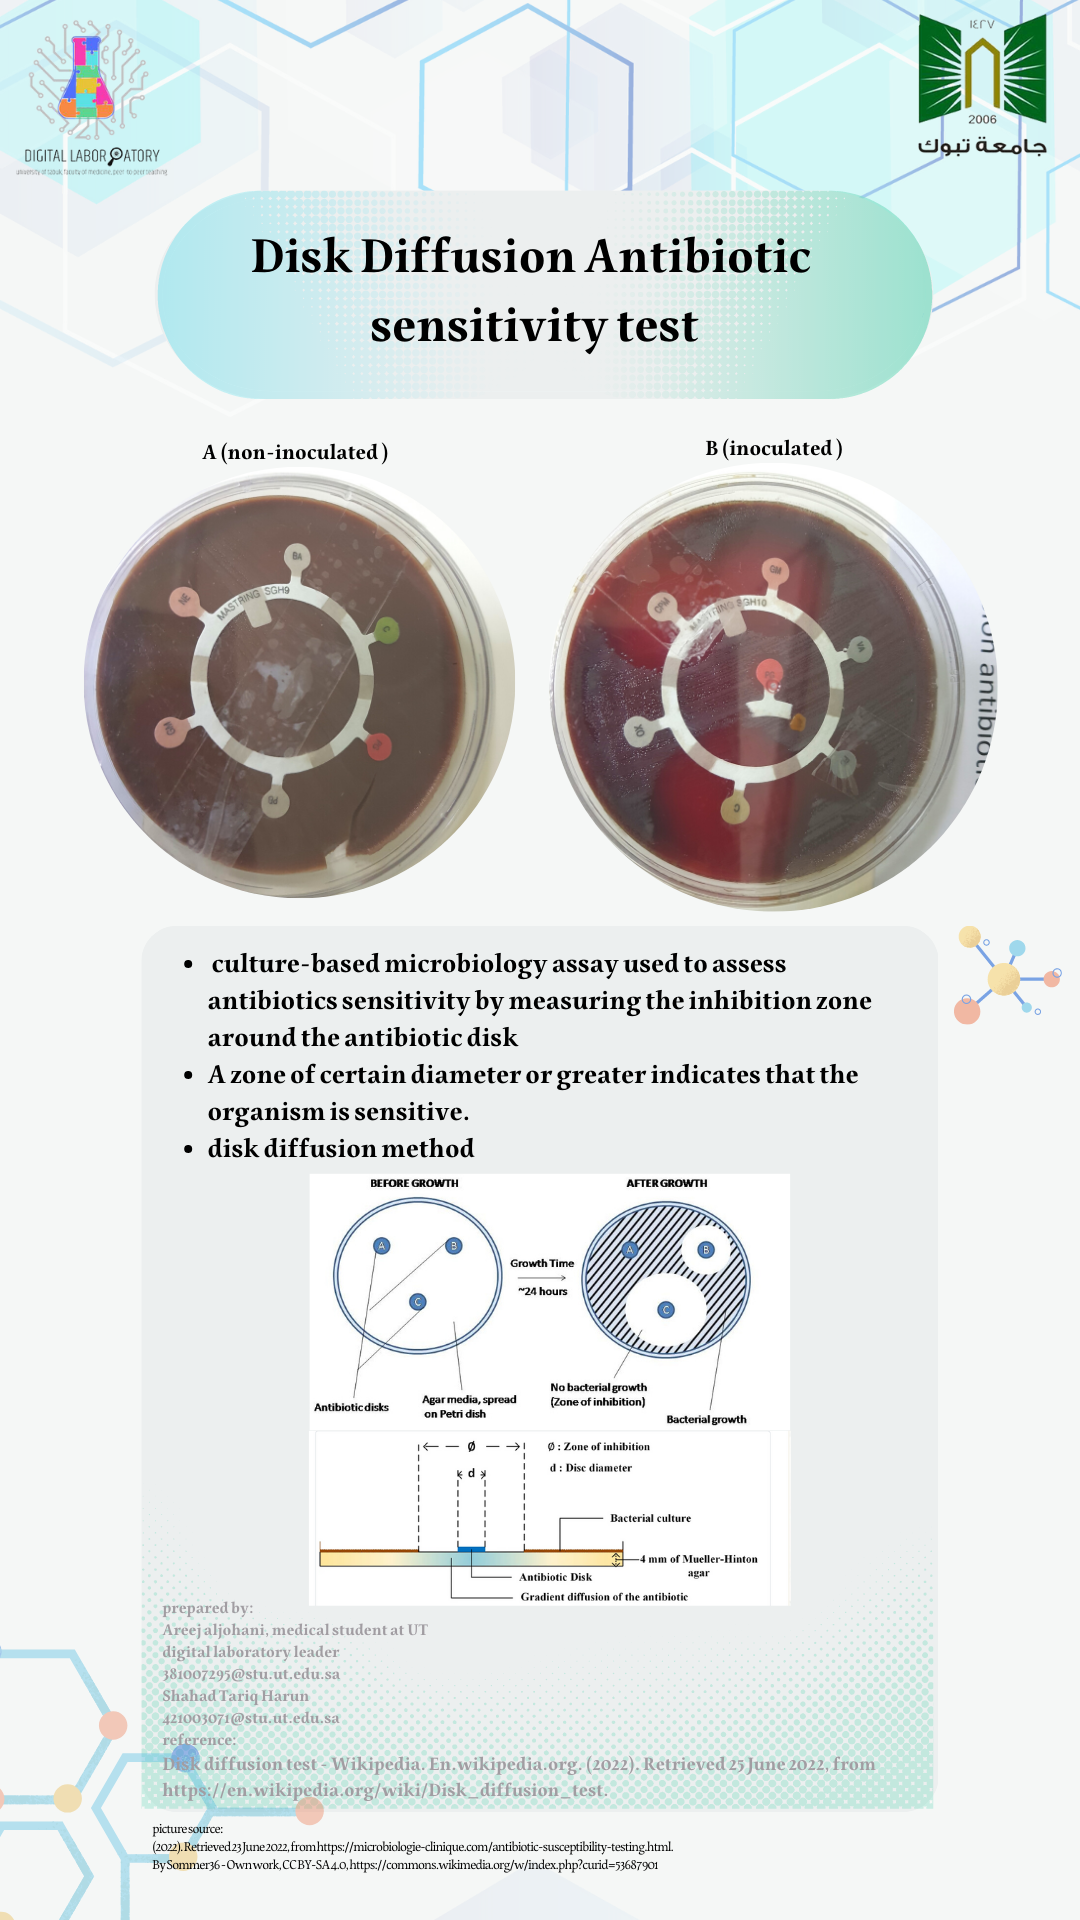 ١٤٢٧
2006
جامعة تبوك
DIGITAL LABORATORY
university of tabuk, faculty of medicine, peer-to-peer teaching
Disk Diffusion Antibiotic
sensitivity test
A (non-inoculated )
B (inoculated )
BA
MASTRING SGH9
C
PG
GM
MASTRING SGH10
VA
C
on antibiot
• culture-based microbiology assay used to assess
antibiotics sensitivity by measuring the inhibition zone
around the antibiotic disk
• A zone of certain diameter or greater indicates that the
organism is sensitive.
• disk diffusion method
BEFORE GROWTH
AFTER GROWTH
A
B
C
Growth Time
~24 hours
A
B
C
Antibiotic disks
Agar media, spread
on Petri dish
No bacterial growth
(Zone of inhibition)
Bacterial growth
Ø
Ø : Zone of inhibition
d
d : Disc diameter
Bacterial culture
4 mm of Mueller-Hinton
agar
Antibiotic Disk
Gradient diffusion of the antibiotic
prepared by:
Areej aljohani, medical student at UT
digital laboratory leader
381007295@stu.ut.edu.sa
Shahad Tariq Harun
421003071@stu.ut.edu.sa
reference:
Disk diffusion test - Wikipedia. En.wikipedia.org. (2022). Retrieved 25 June 2022, from
https://en.wikipedia.org/wiki/Disk_diffusion_test.
picture source:
(2022). Retrieved 23 June 2022, from https://microbiologie-clinique.com/antibiotic-susceptibility-testing.html.
By Sommer36 - Own work, CC BY-SA 4.0, https://commons.wikimedia.org/w/index.php?curid=53687901